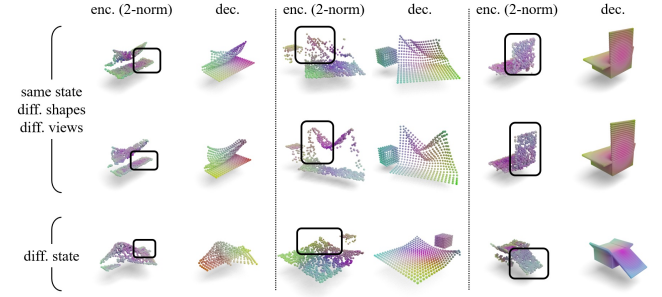 enc. (2-norm) dec. enc. (2-norm) dec. enc. (2-norm) dec.
same state
diff. shapes
diff. views
diff. state